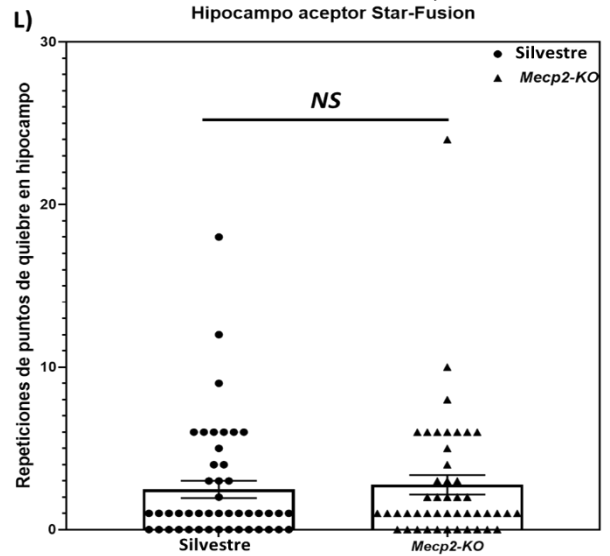 L)
Hipocampo aceptor Star-Fusion
Repeticiones de puntos de quiebre en hipocampo
30
20
10
0
Silvestre
Mecp2-KO
NS
Silvestre
Mecp2-KO